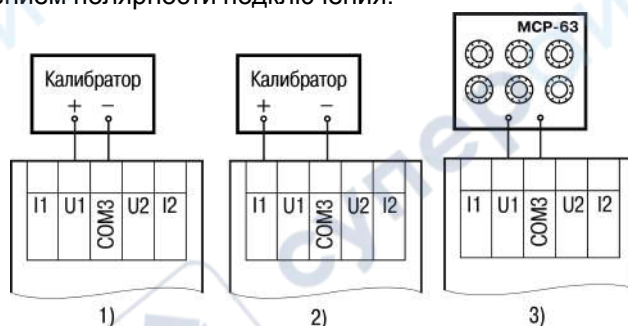 нием полярности подключения.
МСР-63
Калибратор
+ –
Калибратор
+ –
I1 U1 COM3 U2 I2
I1 U1 COM3 U2 I2
I1 U1 COM3 U2 I2
1) 2) 3)